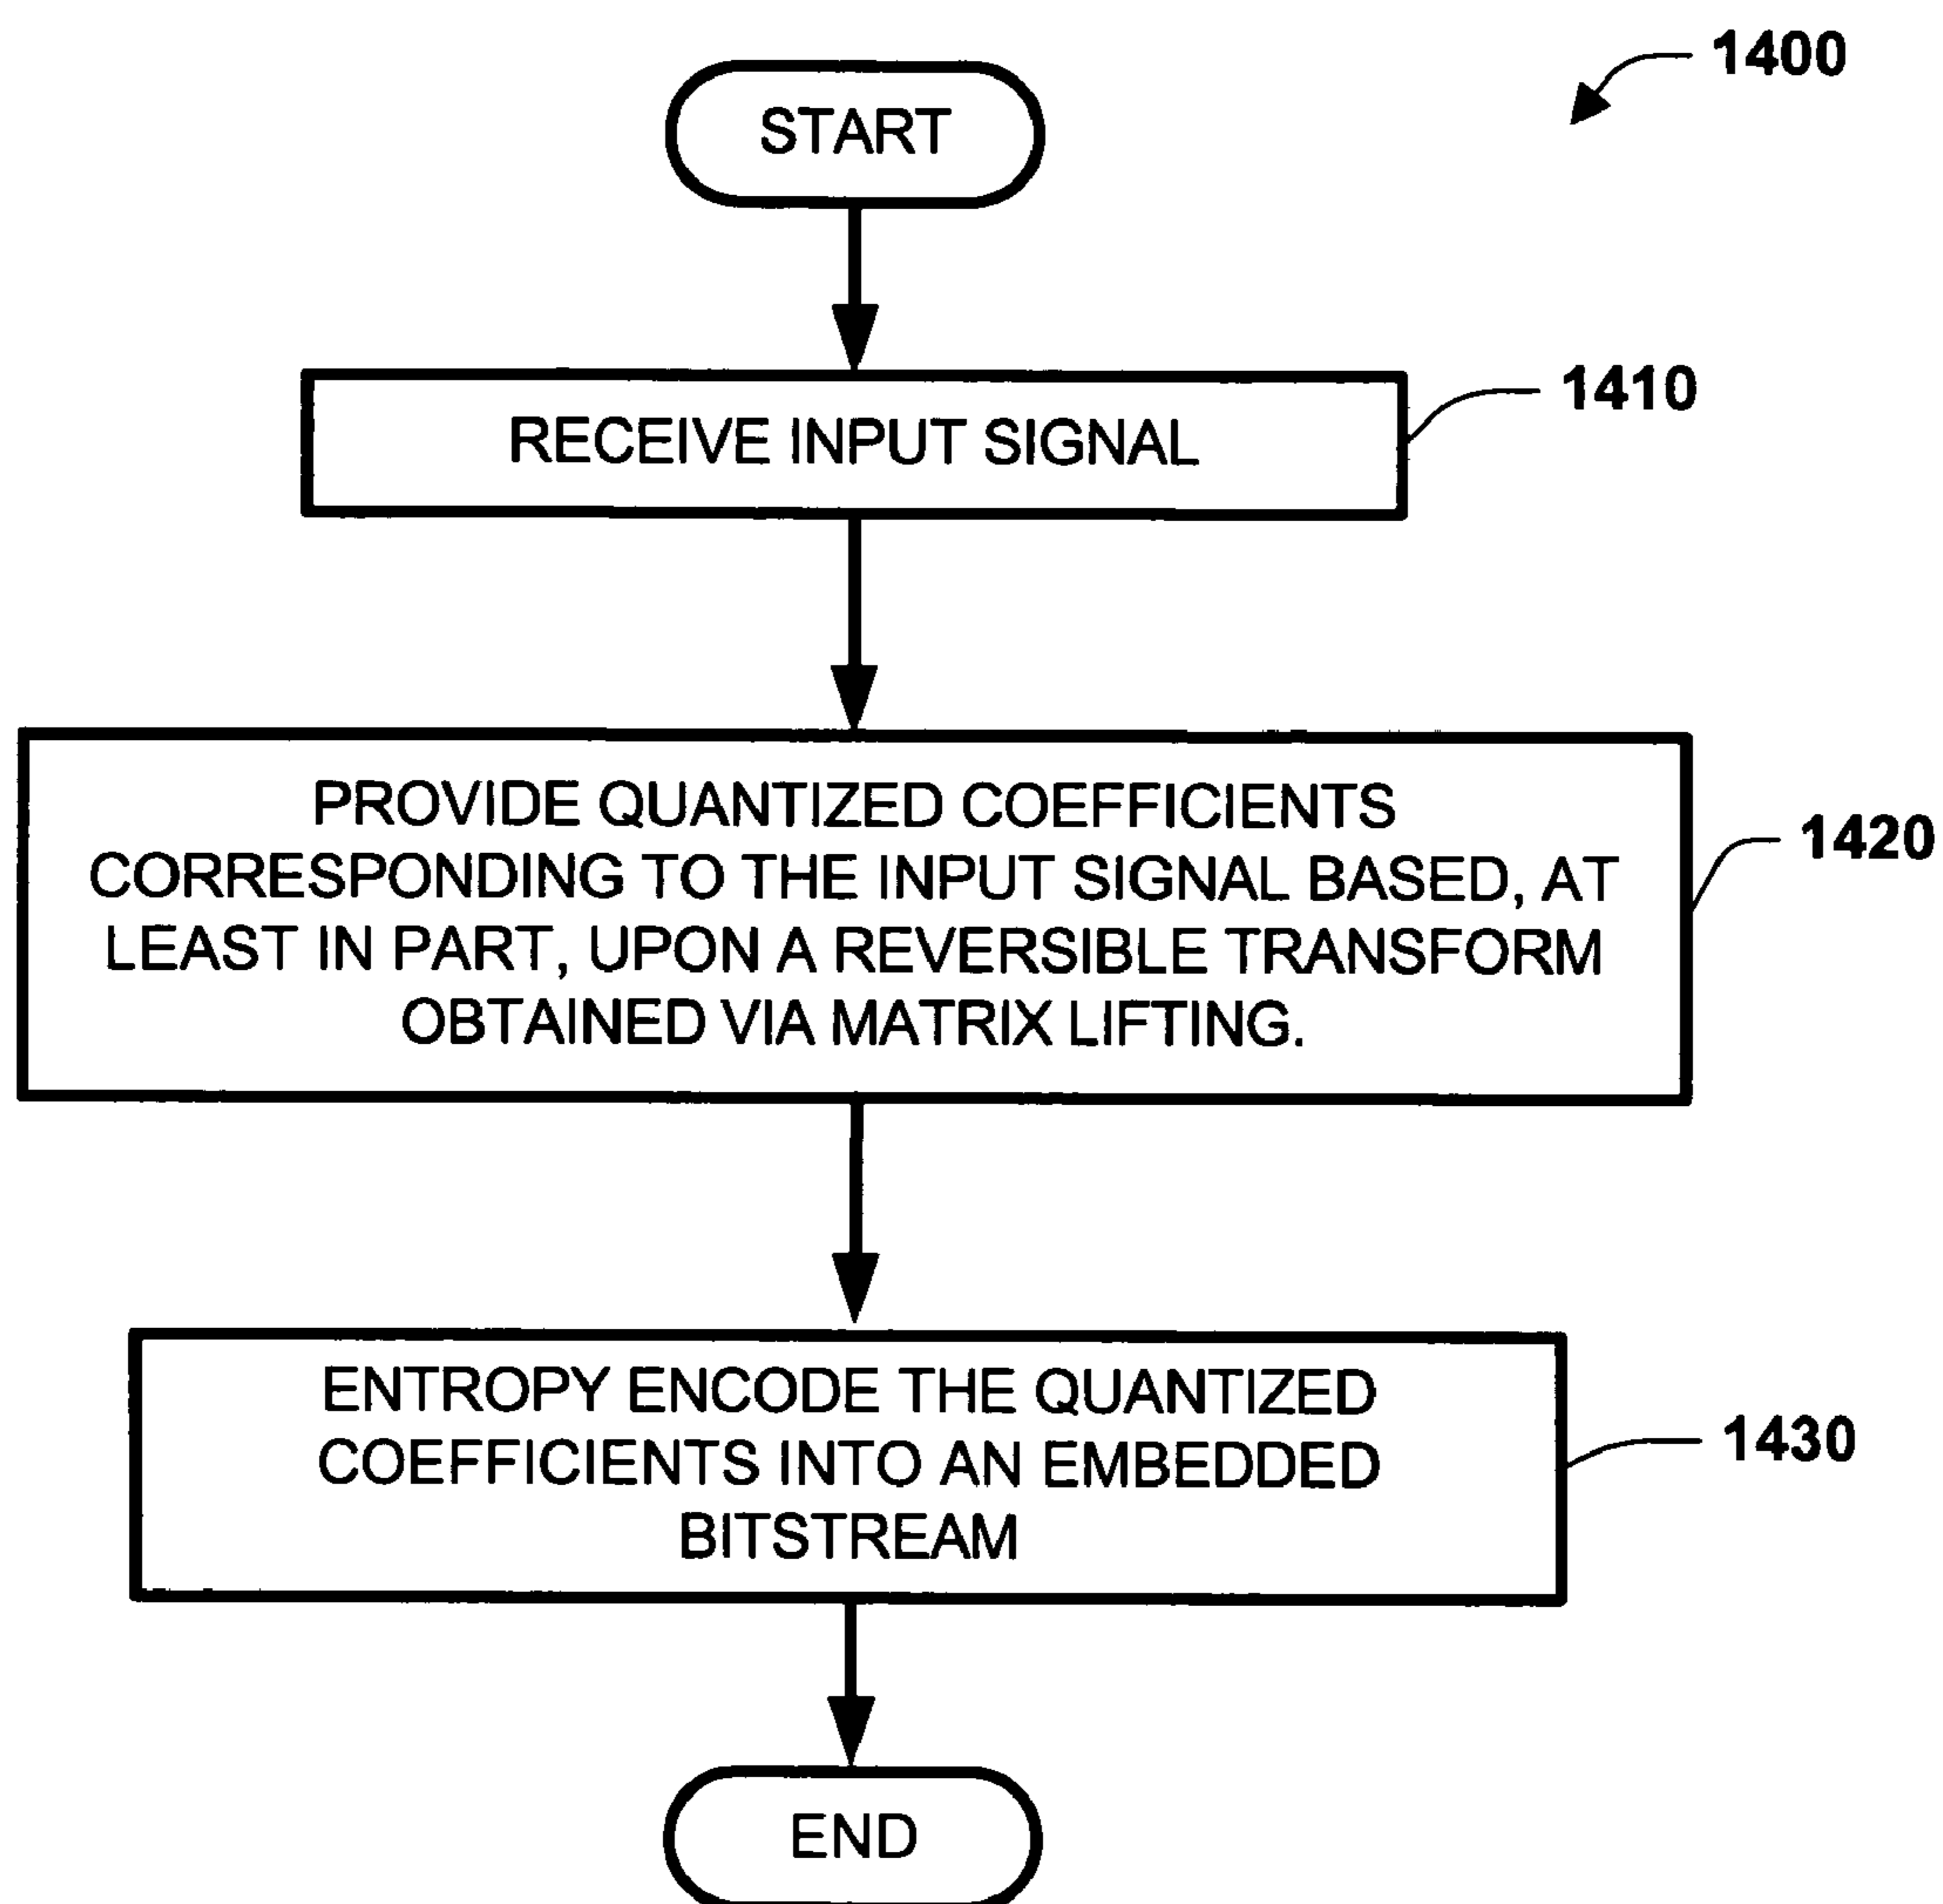 1400
START
RECEIVE INPUT SIGNAL
1410
PROVIDE QUANTIZED COEFFICIENTS
CORRESPONDING TO THE INPUT SIGNAL BASED, AT
LEAST IN PART, UPON A REVERSIBLE TRANSFORM
OBTAINED VIA MATRIX LIFTING.
1420
ENTROPY ENCODE THE QUANTIZED
COEFFICIENTS INTO AN EMBEDDED
BITSTREAM
1430
END